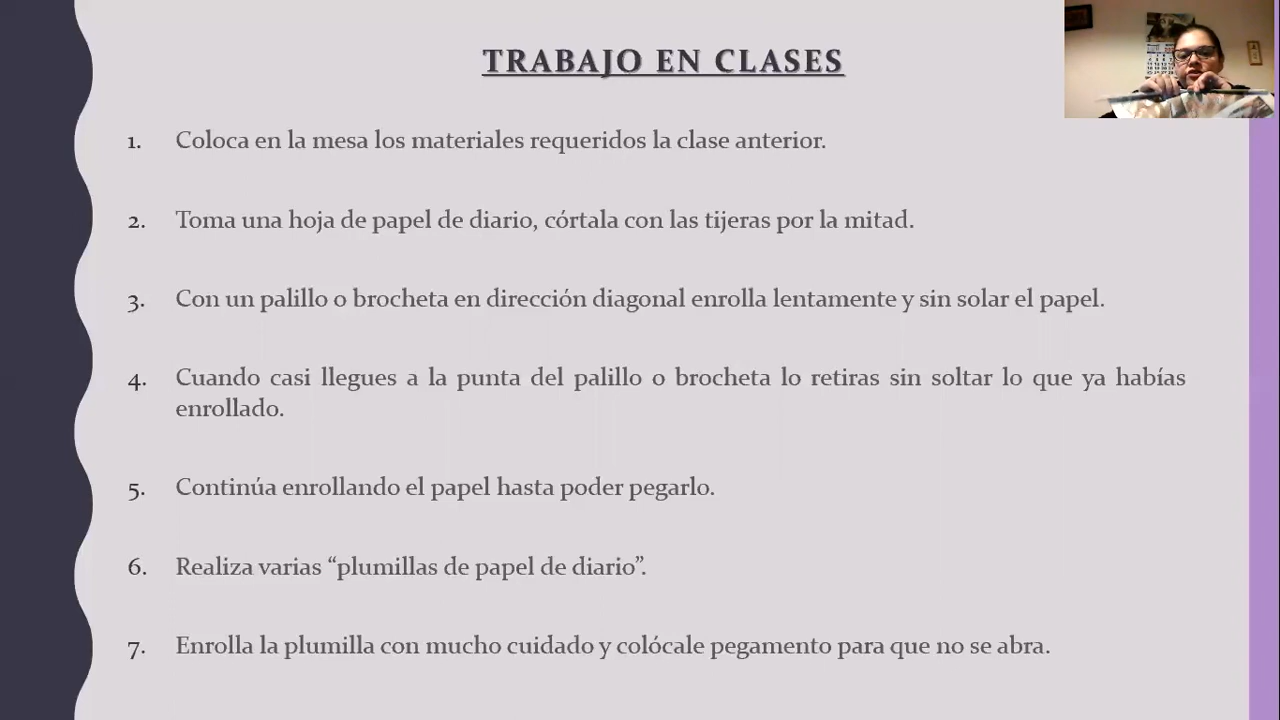 TRABAJO EN CLASES
1. Coloca en la mesa los materiales requeridos la clase anterior.
2. Toma una hoja de papel de diario, córtala con las tijeras por la mitad.
3. Con un palillo o brocheta en dirección diagonal enrolla lentamente y sin solar el papel.
4. Cuando casi llegues a la punta del palillo o brocheta lo retiras sin soltar lo que ya habías
enrollado.
5. Continúa enrollando el papel hasta poder pegarlo.
6. Realiza varias “plumillas de papel de diario”.
7. Enrolla la plumilla con mucho cuidado y colócale pegamento para que no se abra.